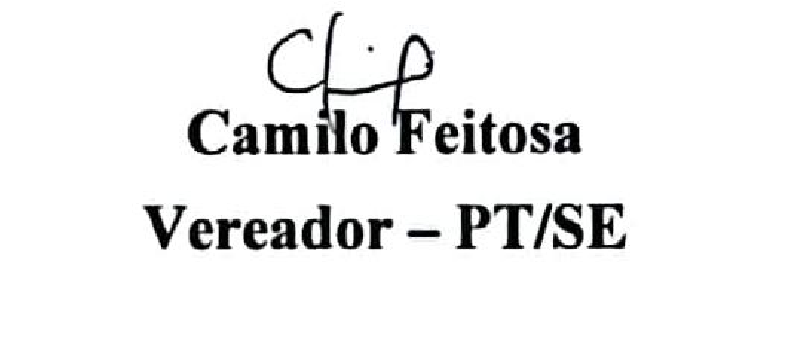 Camilo Feitosa
Vereador – PT/SE